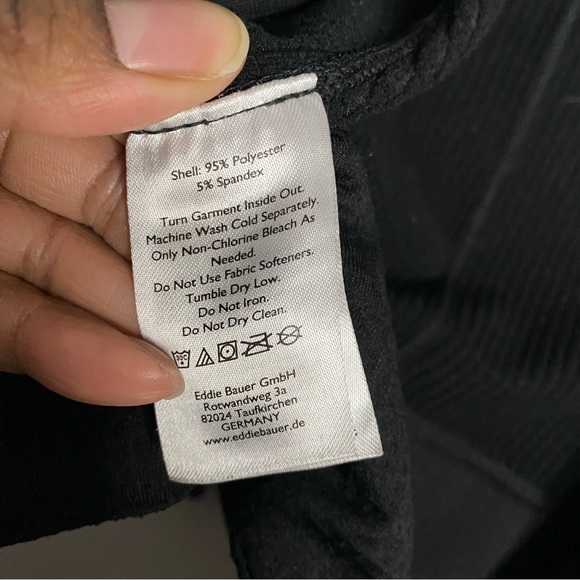 Shell: 95% Polyester
5% Spandex
Turn Garment Inside Out.
Machine Wash Cold Separately.
Only Non-Chlorine Bleach As
Needed.
Do Not Use Fabric Softeners.
Tumble Dry Low.
Do Not Iron.
Do Not Dry Clean.
Eddie Bauer GmbH
Rotwandweg 3a
82024 Taufkirchen
GERMANY
www.eddiebauer.de